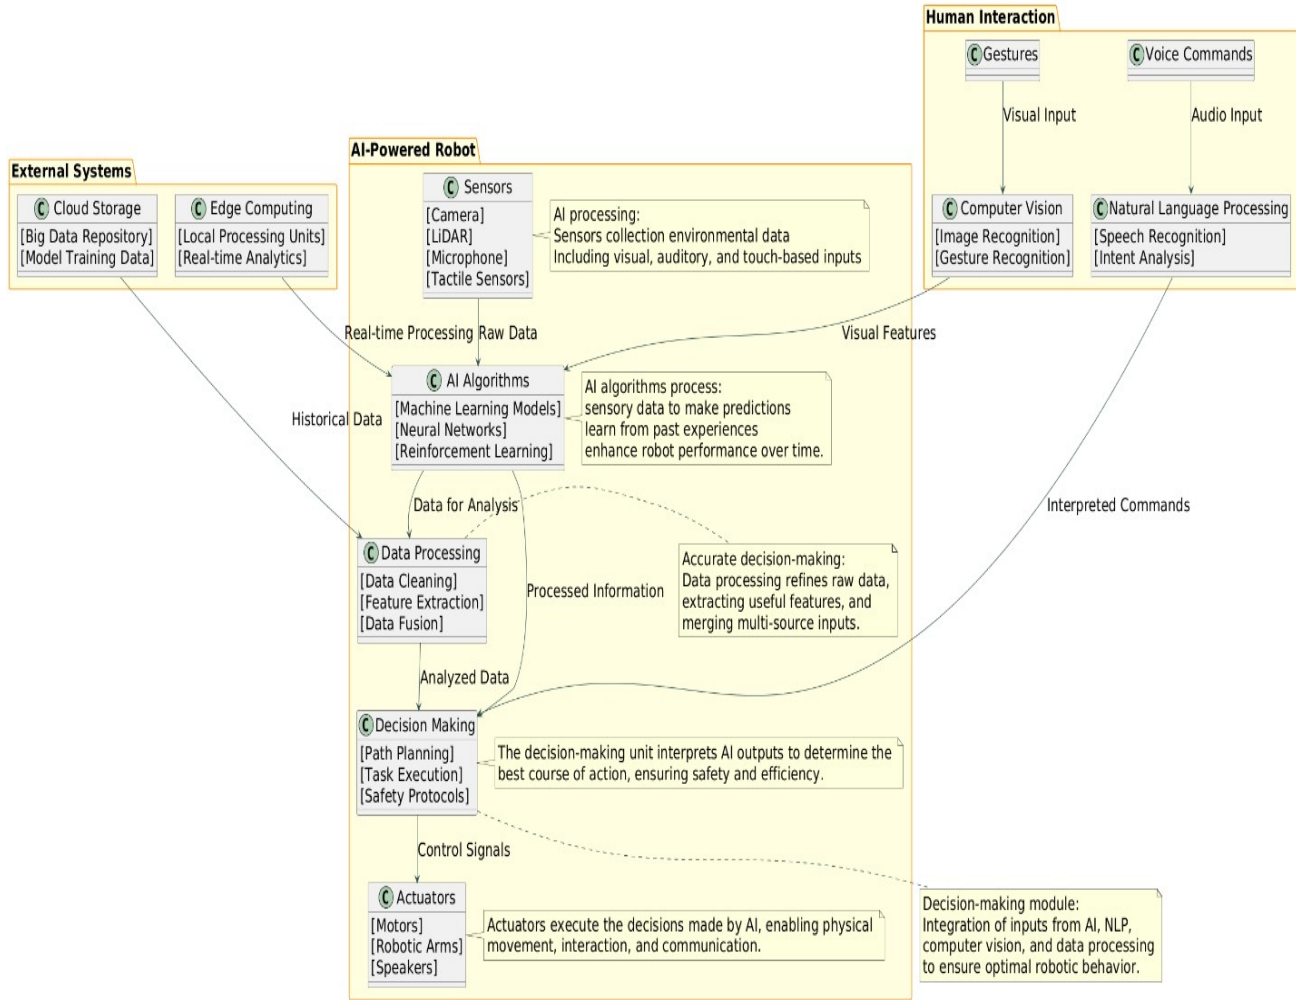 Human Interaction
C Gestures
C Voice Commands
Visual Input
Audio Input
C Computer Vision
[Image Recognition]
[Gesture Recognition]
C Natural Language Processing
[Speech Recognition]
[Intent Analysis]
External Systems
C Cloud Storage
[Big Data Repository]
[Model Training Data]
C Edge Computing
[Local Processing Units]
[Real-time Analytics]
AI-Powered Robot
C Sensors
[Camera]
[LiDAR]
[Microphone]
[Tactile Sensors]
AI processing:
Sensors collection environmental data
Including visual, auditory, and touch-based inputs
Real-time Processing
Raw Data
Visual Features
C AI Algorithms
[Machine Learning Models]
[Neural Networks]
[Reinforcement Learning]
AI algorithms process:
sensory data to make predictions
learn from past experiences
enhance robot performance over time.
Historical Data
Data for Analysis
Interpreted Commands
C Data Processing
[Data Cleaning]
[Feature Extraction]
[Data Fusion]
Processed Information
Accurate decision-making:
Data processing refines raw data,
extracting useful features, and
merging multi-source inputs.
Analyzed Data
C Decision Making
[Path Planning]
[Task Execution]
[Safety Protocols]
The decision-making unit interprets AI outputs to determine the
best course of action, ensuring safety and efficiency.
Control Signals
C Actuators
[Motors]
[Robotic Arms]
[Speakers]
Actuators execute the decisions made by AI, enabling physical
movement, interaction, and communication.
Decision-making module:
Integration of inputs from AI, NLP,
computer vision, and data processing
to ensure optimal robotic behavior.